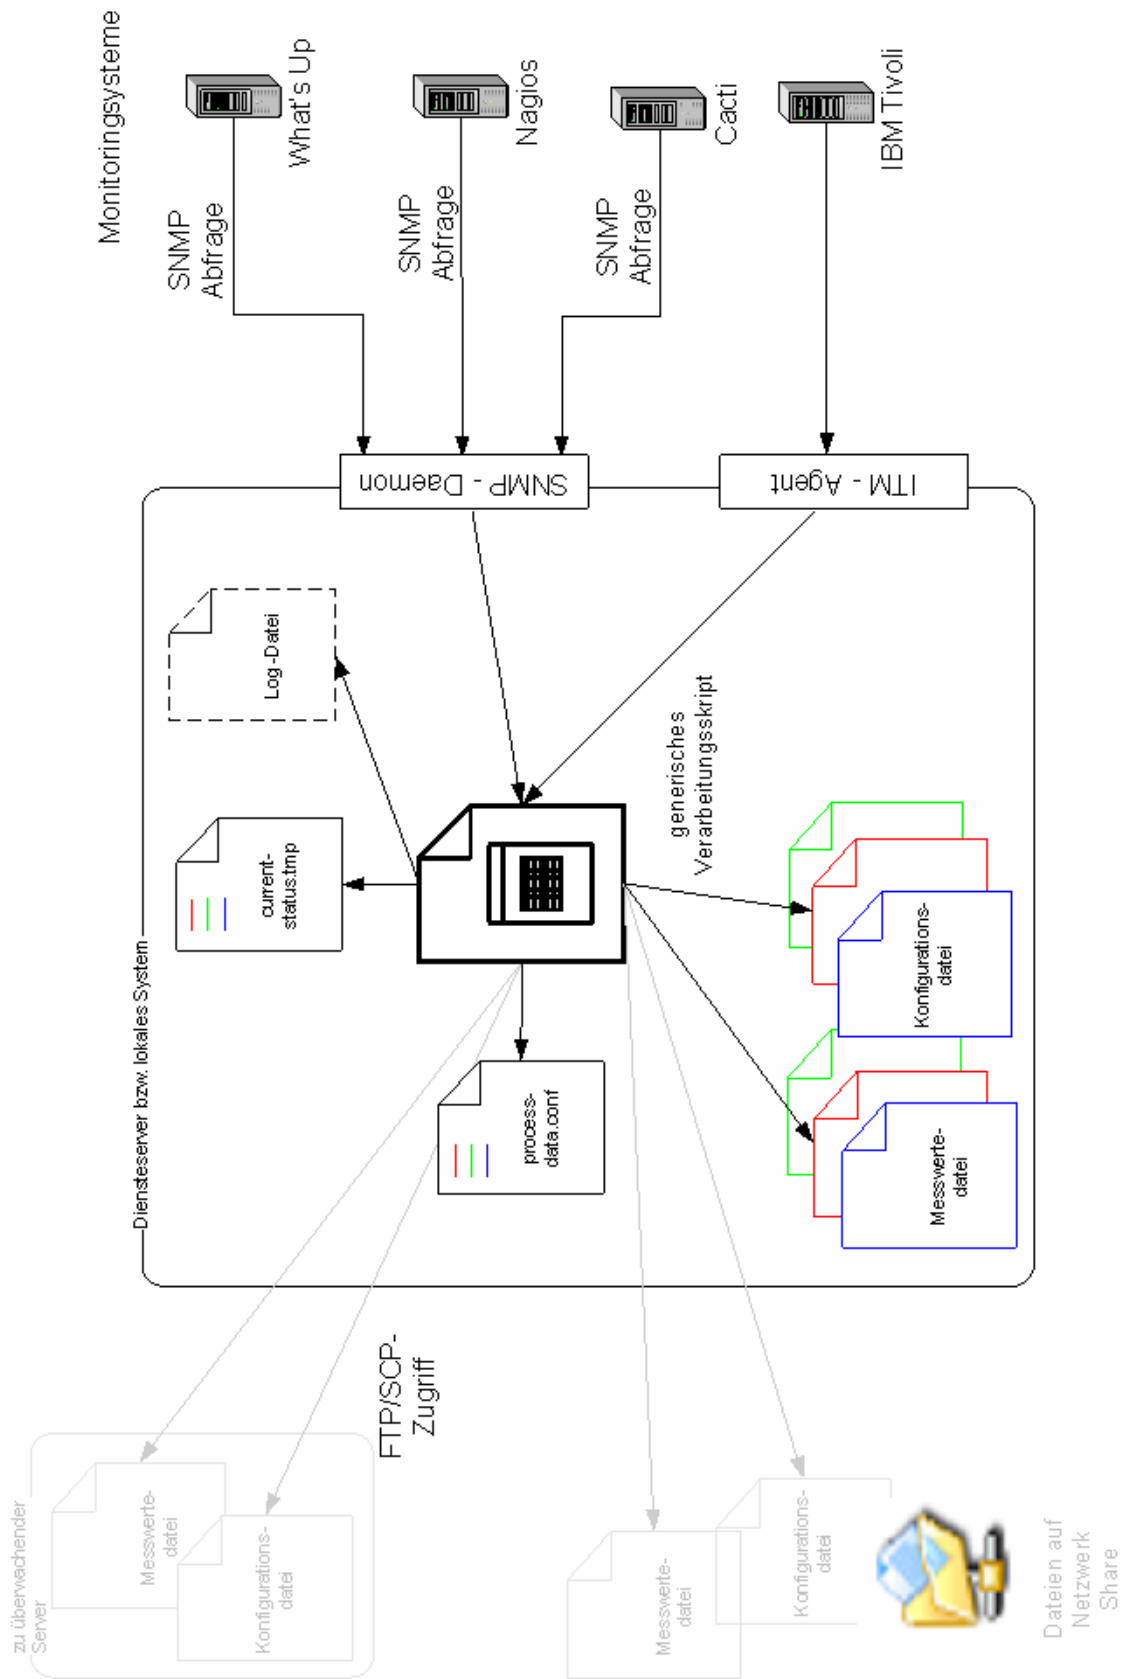 Monitoringsysteme
What's Up
Nagios
Cacti
IBM Tivoli
SNMP
Abfrage
SNMP
Abfrage
SNMP
Abfrage
SNMP - Daemon
ITM - Agent
Dienstesever bzw. lokales System
Log-Datei
current-
status.tmp
generisches
Verarbeitungsskript
process-
data.conf
Konfigurations-
datei
Messwerte-
datei
FTP/SCP-
Zugriff
zu überwachender
Server
Messwerte-
datei
Konfigurations-
datei
Messwerte-
datei
Konfigurations-
datei
Dateien auf
Netzwerk
Share